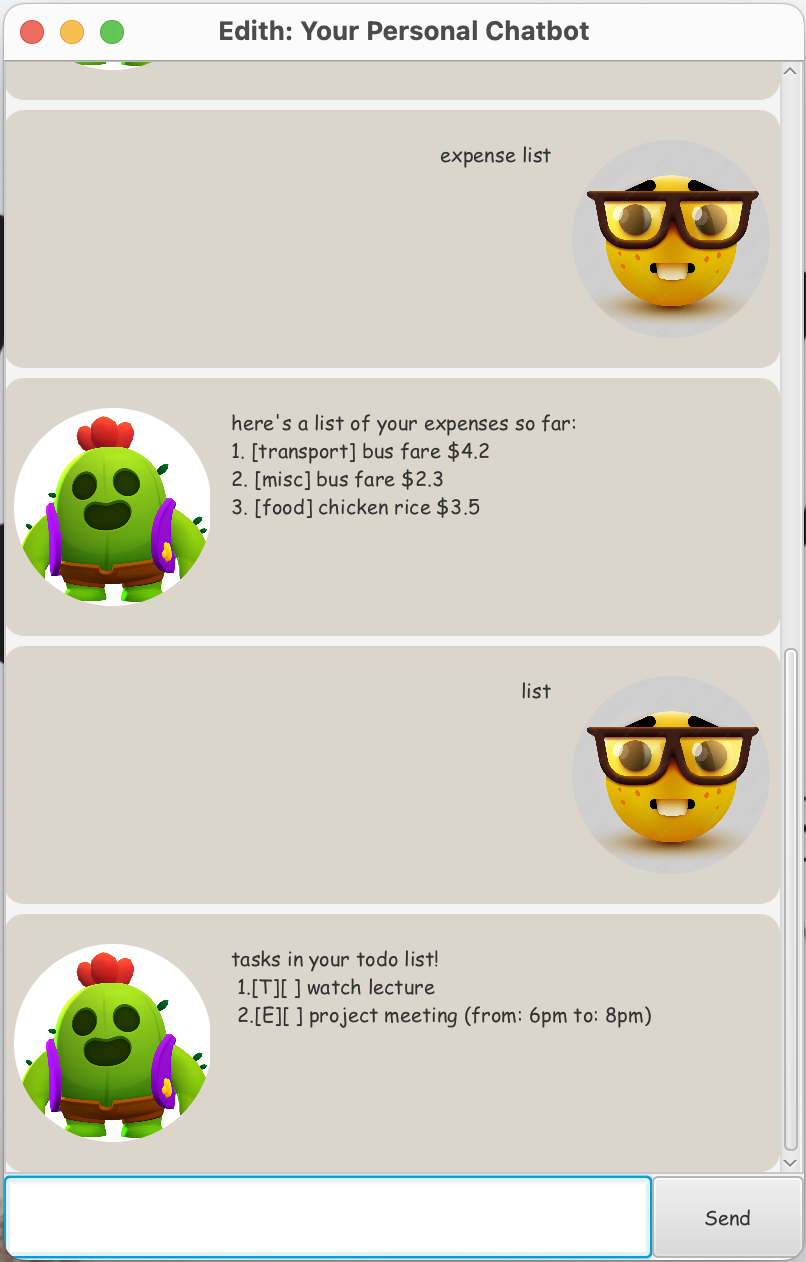 Edith: Your Personal Chatbot
expense list
here's a list of your expenses so far:
1. [transport] bus fare $4.2
2. [misc] bus fare $2.3
3. [food] chicken rice $3.5
list
tasks in your todo list!
1.[T][ ] watch lecture
2.[E][ ] project meeting (from: 6pm to: 8pm)
Send